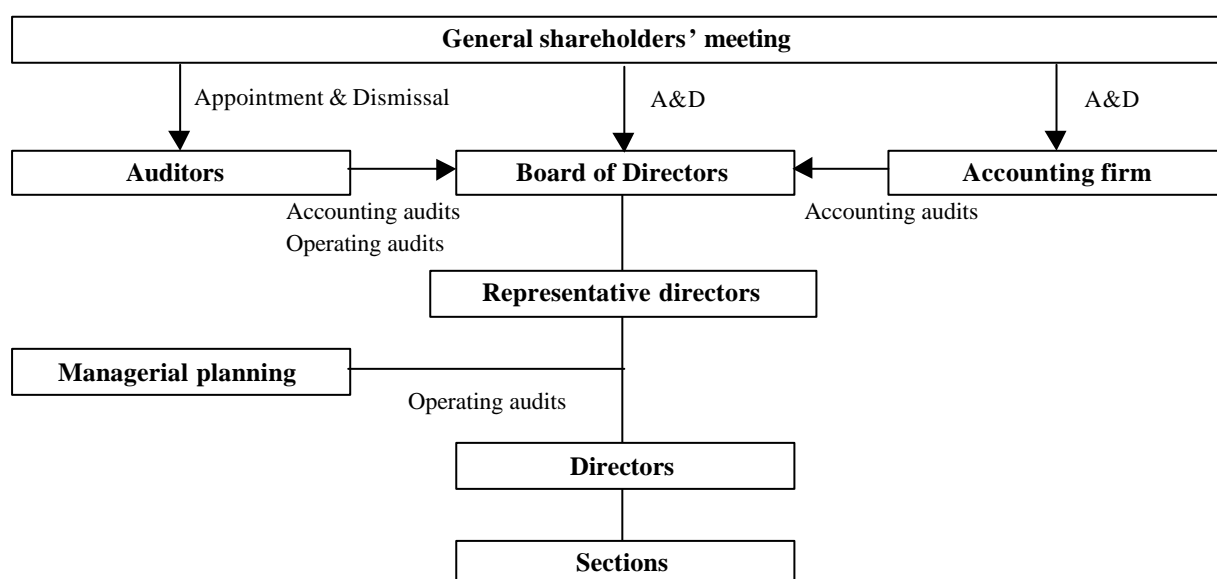 General shareholders’ meeting
Appointment & Dismissal
A&D
A&D
Auditors
Board of Directors
Accounting firm
Accounting audits
Operating audits
Accounting audits
Representative directors
Managerial planning
Operating audits
Directors
Sections